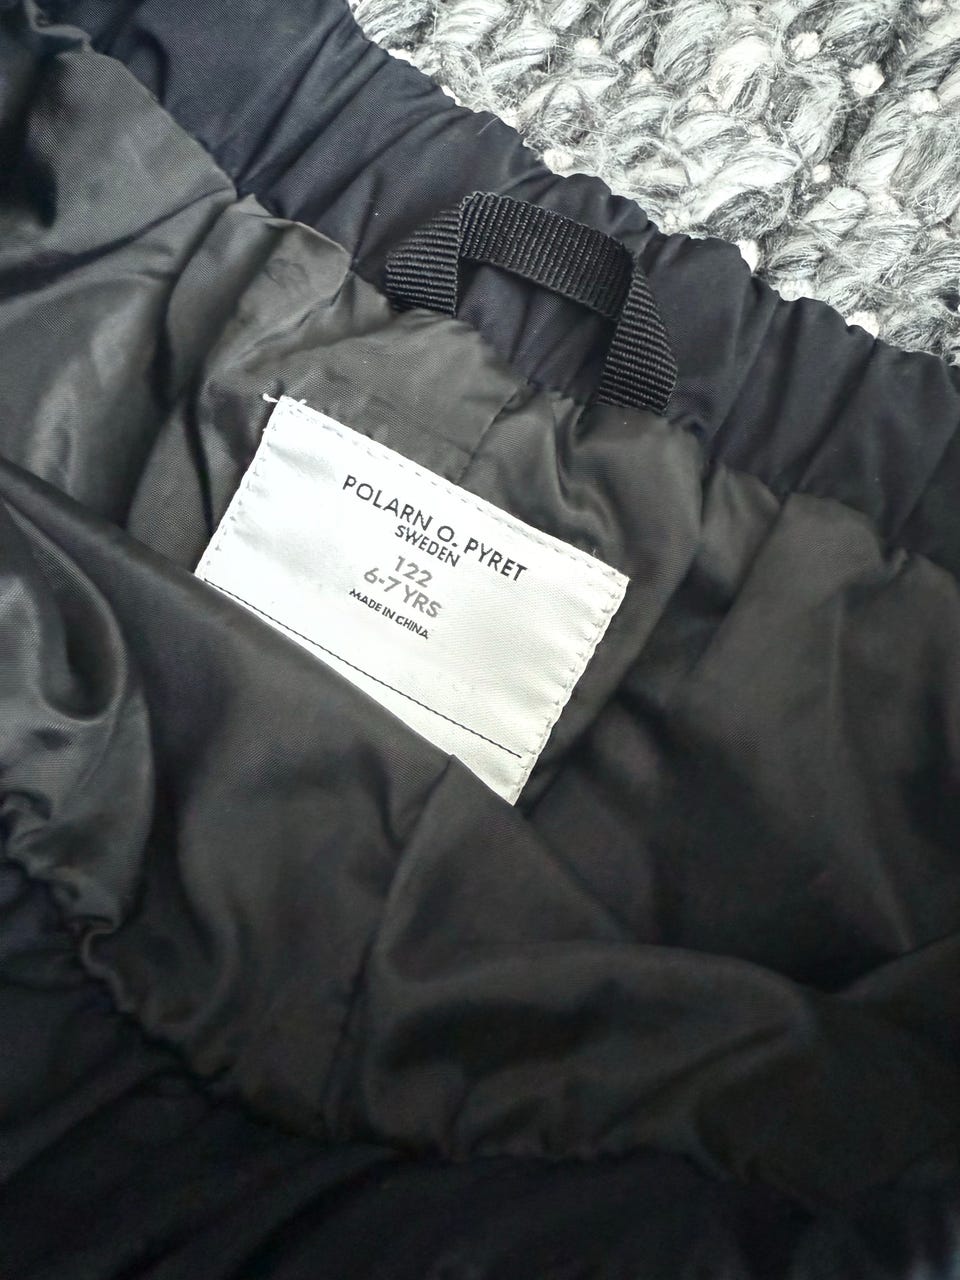 POLARN O. PYRET
SWEDEN
122
6-7 YRS
MADE IN CHINA